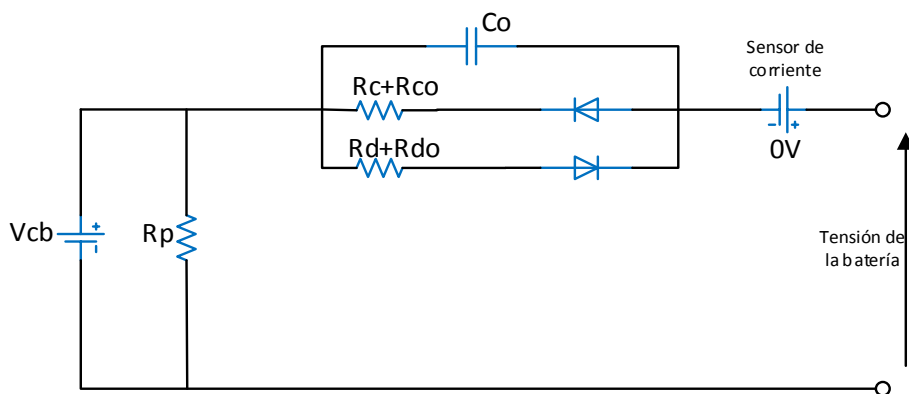 Co
Sensor de
corriente
Rc+Rco
- +
0V
Rd+Rdo
Vcb
+
-
Rp
Tensión de
la batería